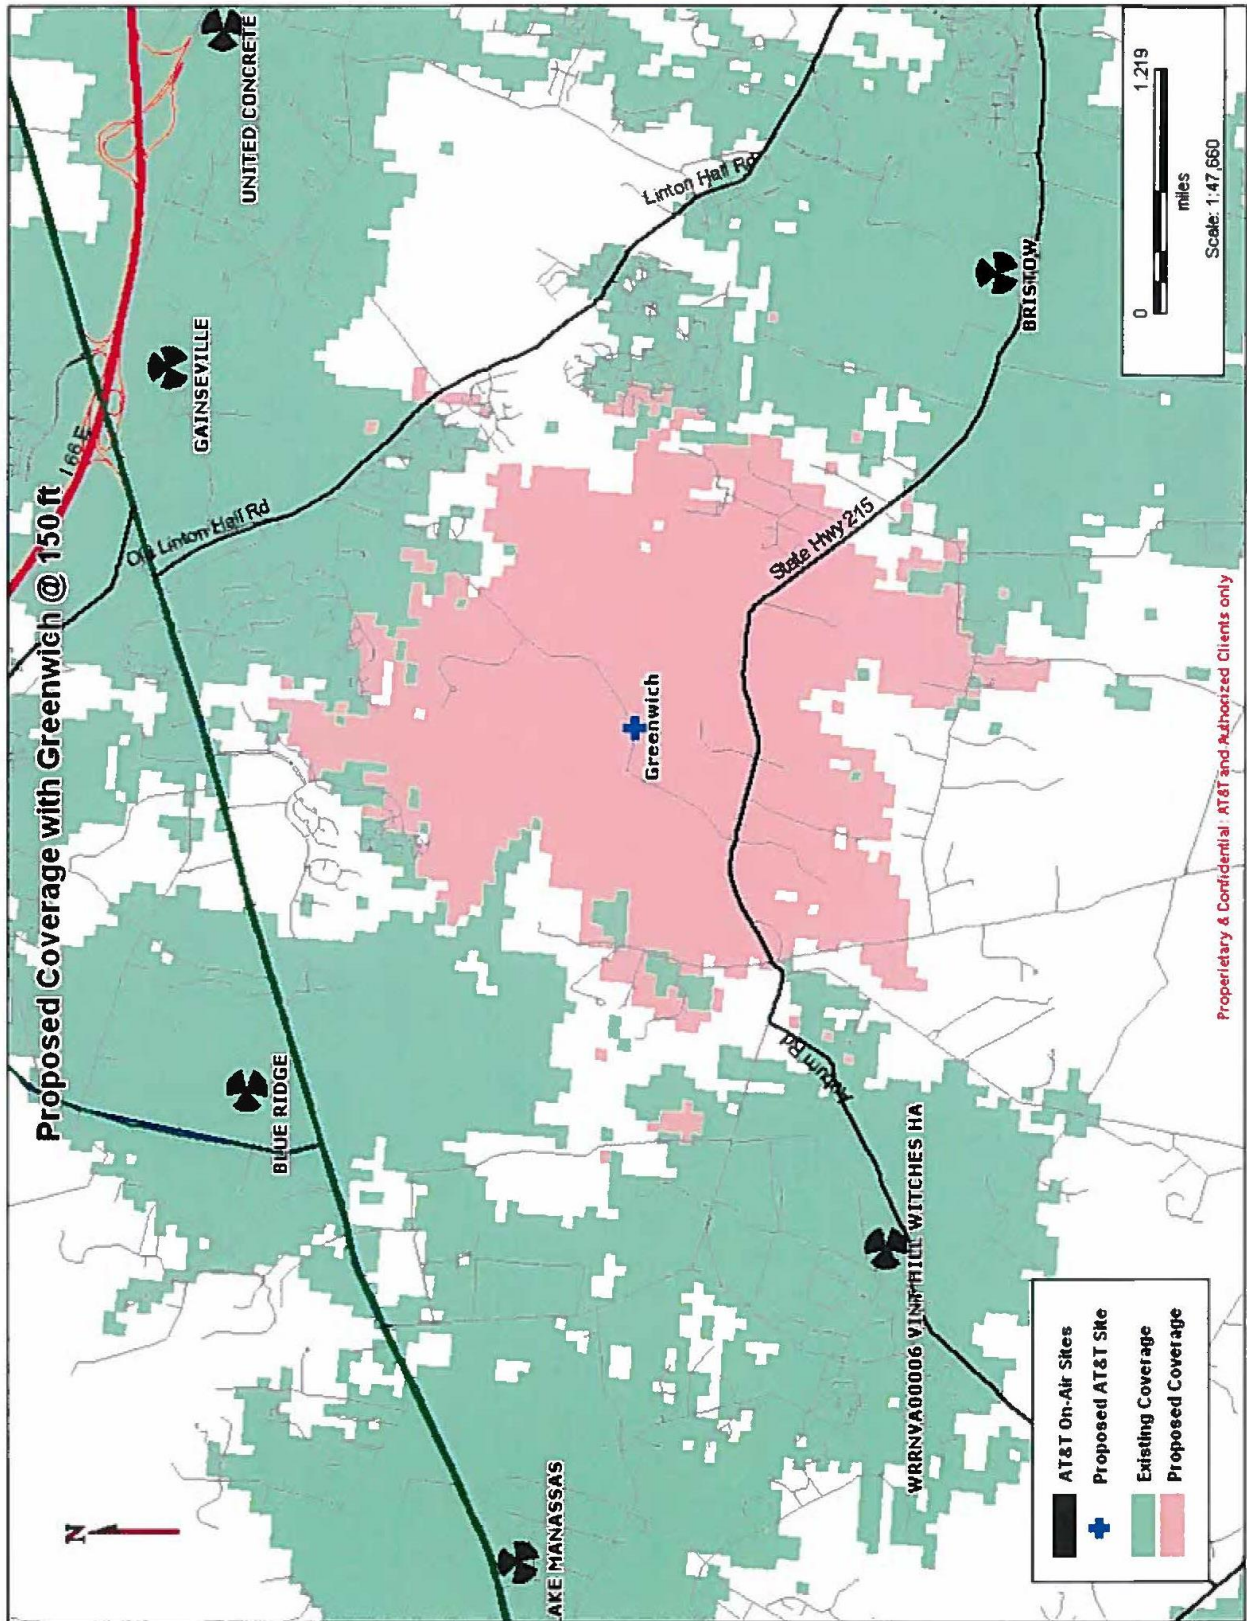 Proposed Coverage with Greenwich @ 150 ft
N
I 66 E
UNITED CONCRETE
GAINSEVILLE
Old Linton Hall Rd
BLUE RIDGE
Linton Hall Rd
AKE MANASSAS
Greenwich
State Hwy 215
Auburn Rd
BRISTOW
WRRNVA00006 VINT HILL WITCHES HA
AT&T On-Air Sites
Proposed AT&T Site
Existing Coverage
Proposed Coverage
0 1.219
miles
Scale: 1:47,660
Properietary & Confidential: AT&T and Authorized Clients only